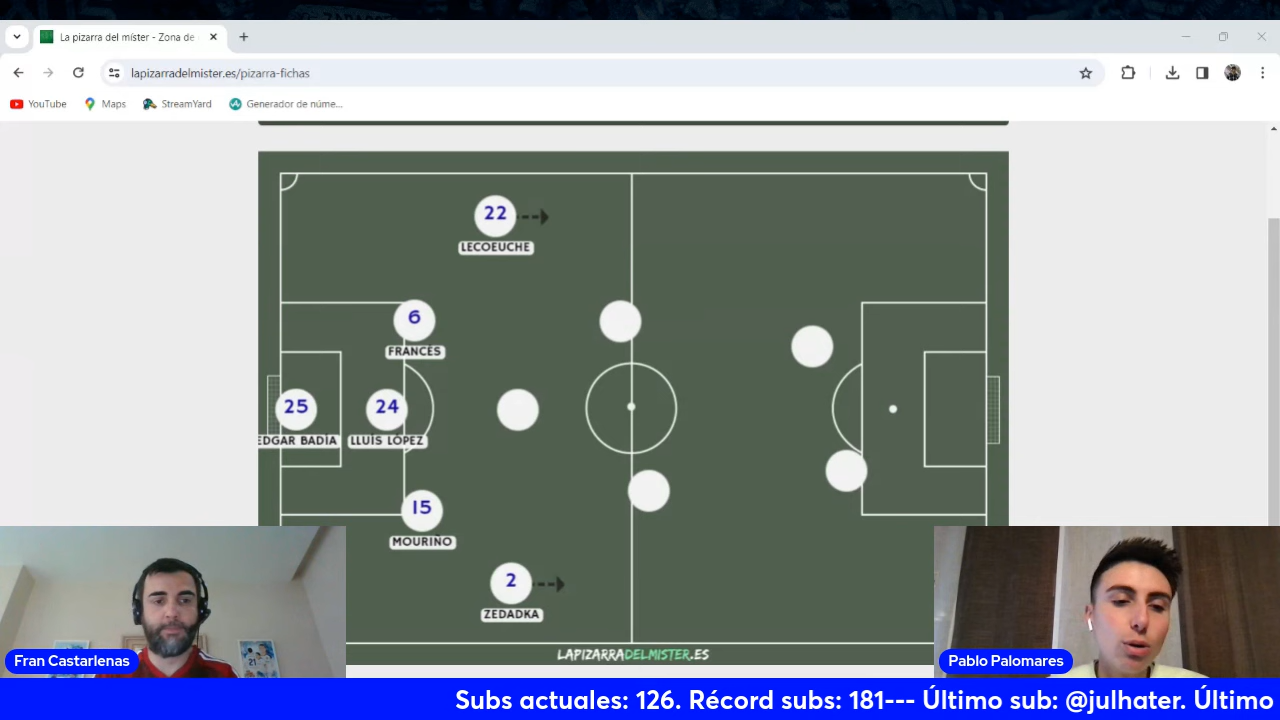 La pizarra del míster - Zona de
lapizarradelmister.es/pizarra-fichas
YouTube
Maps
StreamYard
Generador de núme...
22
LECOEUCHE
6
FRANCÉS
25
24
EDGAR BADÍA
LLUÍS LÓPEZ
15
MOURIÑO
2
ZEDADKA
LAPIZARRADELMISTER.ES
Fran Castarlenas
Pablo Palomares
Subs actuales: 126. Récord subs: 181--- Último sub: @julhater. Último